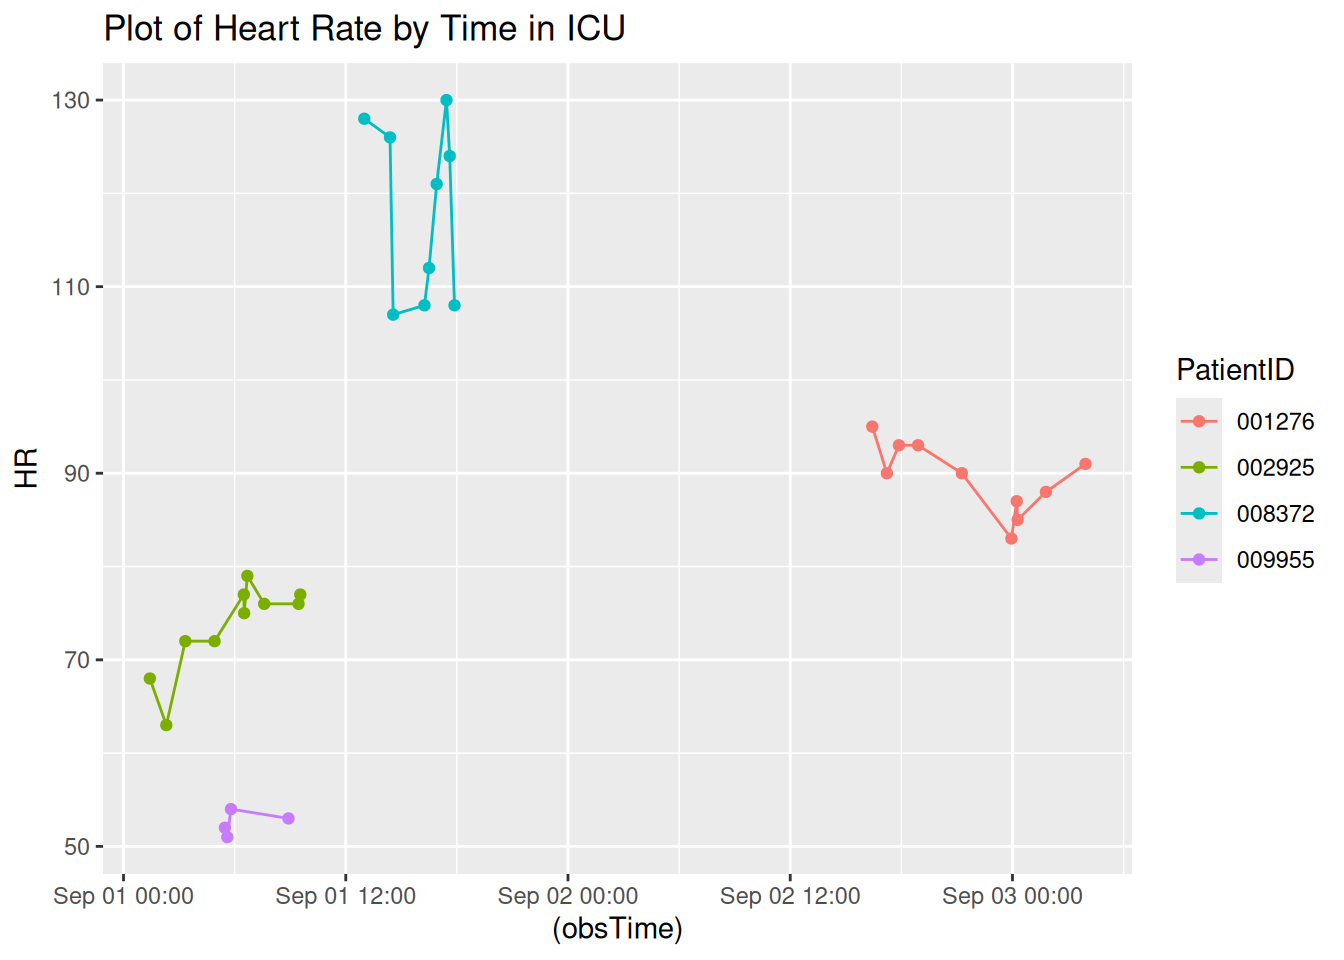 Plot of Heart Rate by Time in ICU
130
110
90
70
50
HR
Sep 01 00:00
Sep 01 12:00
Sep 02 00:00
Sep 02 12:00
Sep 03 00:00
(obsTime)
PatientID
001276
002925
008372
009955